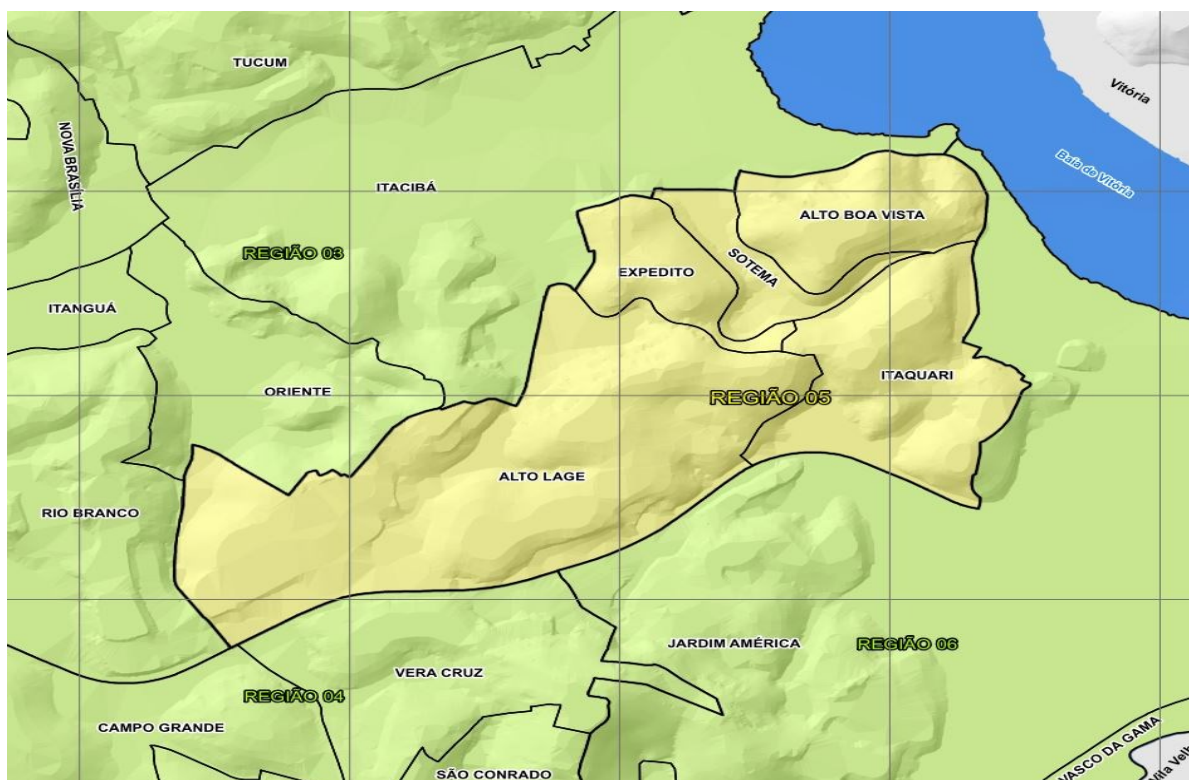 TUCUM
Vitória
NOVA BRASÍLIA
Baía de Vitória
ITACIBÁ
ALTO BOA VISTA
REGIÃO 03
SOTEMA
EXPEDITO
ITANGUÁ
ITAQUARI
ORIENTE
REGIÃO 05
ALTO LAGE
RIO BRANCO
JARDIM AMÉRICA
REGIÃO 06
VERA CRUZ
REGIÃO 04
CAMPO GRANDE
VASCO DA GAMA
SÃO CONRADO